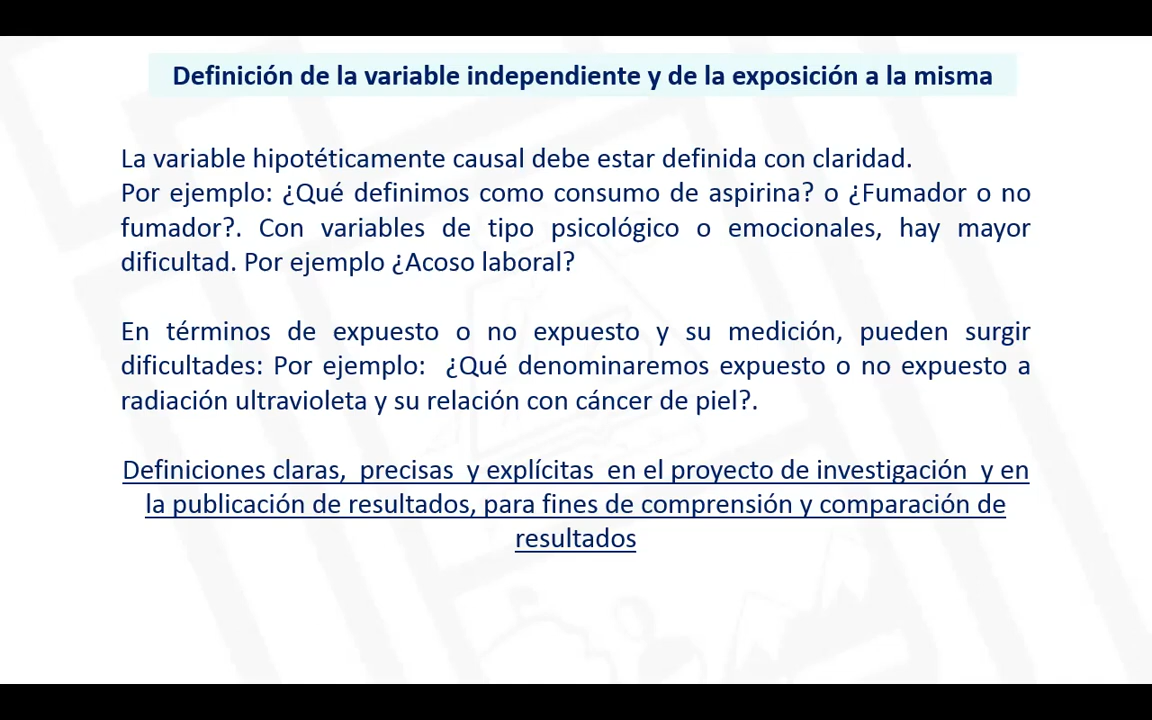 Definición de la variable independiente y de la exposición a la misma
La variable hipotéticamente causal debe estar definida con claridad.
Por ejemplo: ¿Qué definimos como consumo de aspirina? o ¿Fumador o no
fumador?. Con variables de tipo psicológico o emocionales, hay mayor
dificultad. Por ejemplo ¿Acoso laboral?
En términos de expuesto o no expuesto y su medición, pueden surgir
dificultades: Por ejemplo: ¿Qué denominaremos expuesto o no expuesto a
radiación ultravioleta y su relación con cáncer de piel?.
Definiciones claras, precisas y explícitas en el proyecto de investigación y en
la publicación de resultados, para fines de comprensión y comparación de
resultados